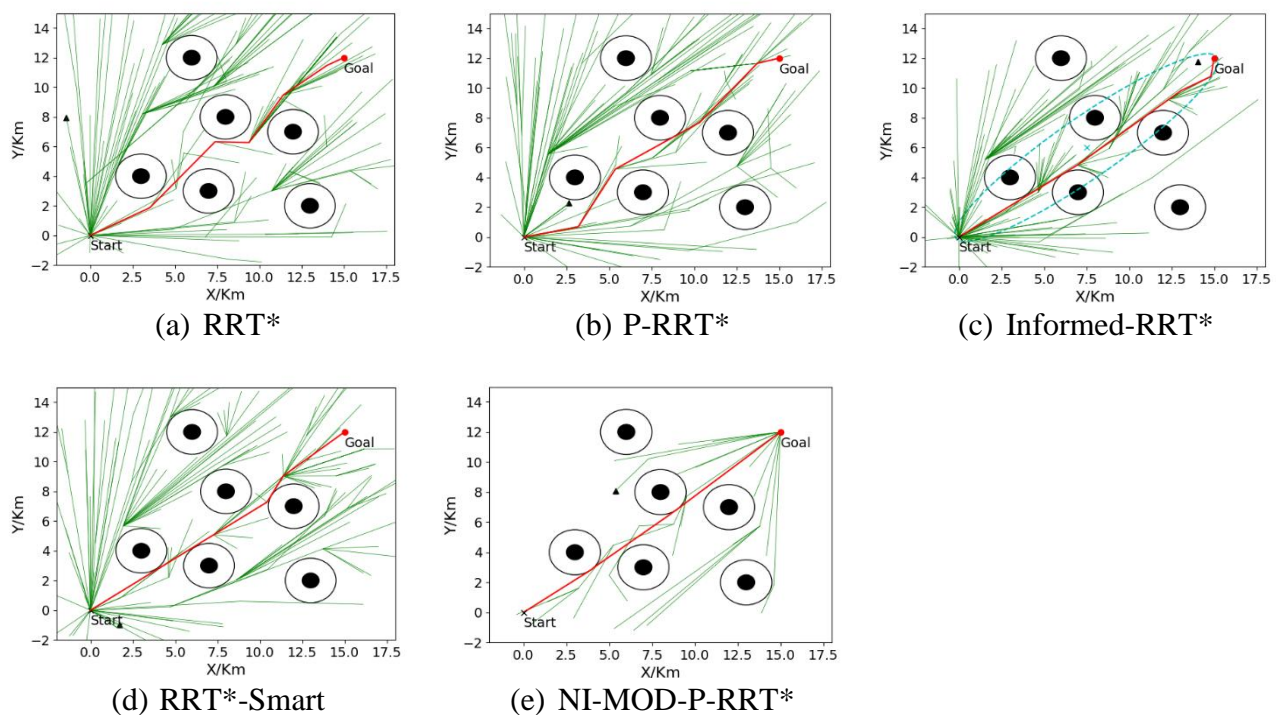 14
12
10
8
6
4
2
0
−2
Y/Km
Goal
Start
0.0 2.5 5.0 7.5 10.0 12.5 15.0 17.5
X/Km
(a) RRT*
14
12
10
8
6
4
2
0
−2
Y/Km
Goal
Start
0.0 2.5 5.0 7.5 10.0 12.5 15.0 17.5
X/Km
(b) P-RRT*
14
12
10
8
6
4
2
0
−2
Y/Km
Goal
Start
0.0 2.5 5.0 7.5 10.0 12.5 15.0 17.5
X/Km
(c) Informed-RRT*
14
12
10
8
6
4
2
0
−2
Y/Km
Goal
Start
0.0 2.5 5.0 7.5 10.0 12.5 15.0 17.5
X/Km
(d) RRT*-Smart
14
12
10
8
6
4
2
0
−2
Y/Km
Goal
Start
0.0 2.5 5.0 7.5 10.0 12.5 15.0 17.5
X/Km
(e) NI-MOD-P-RRT*